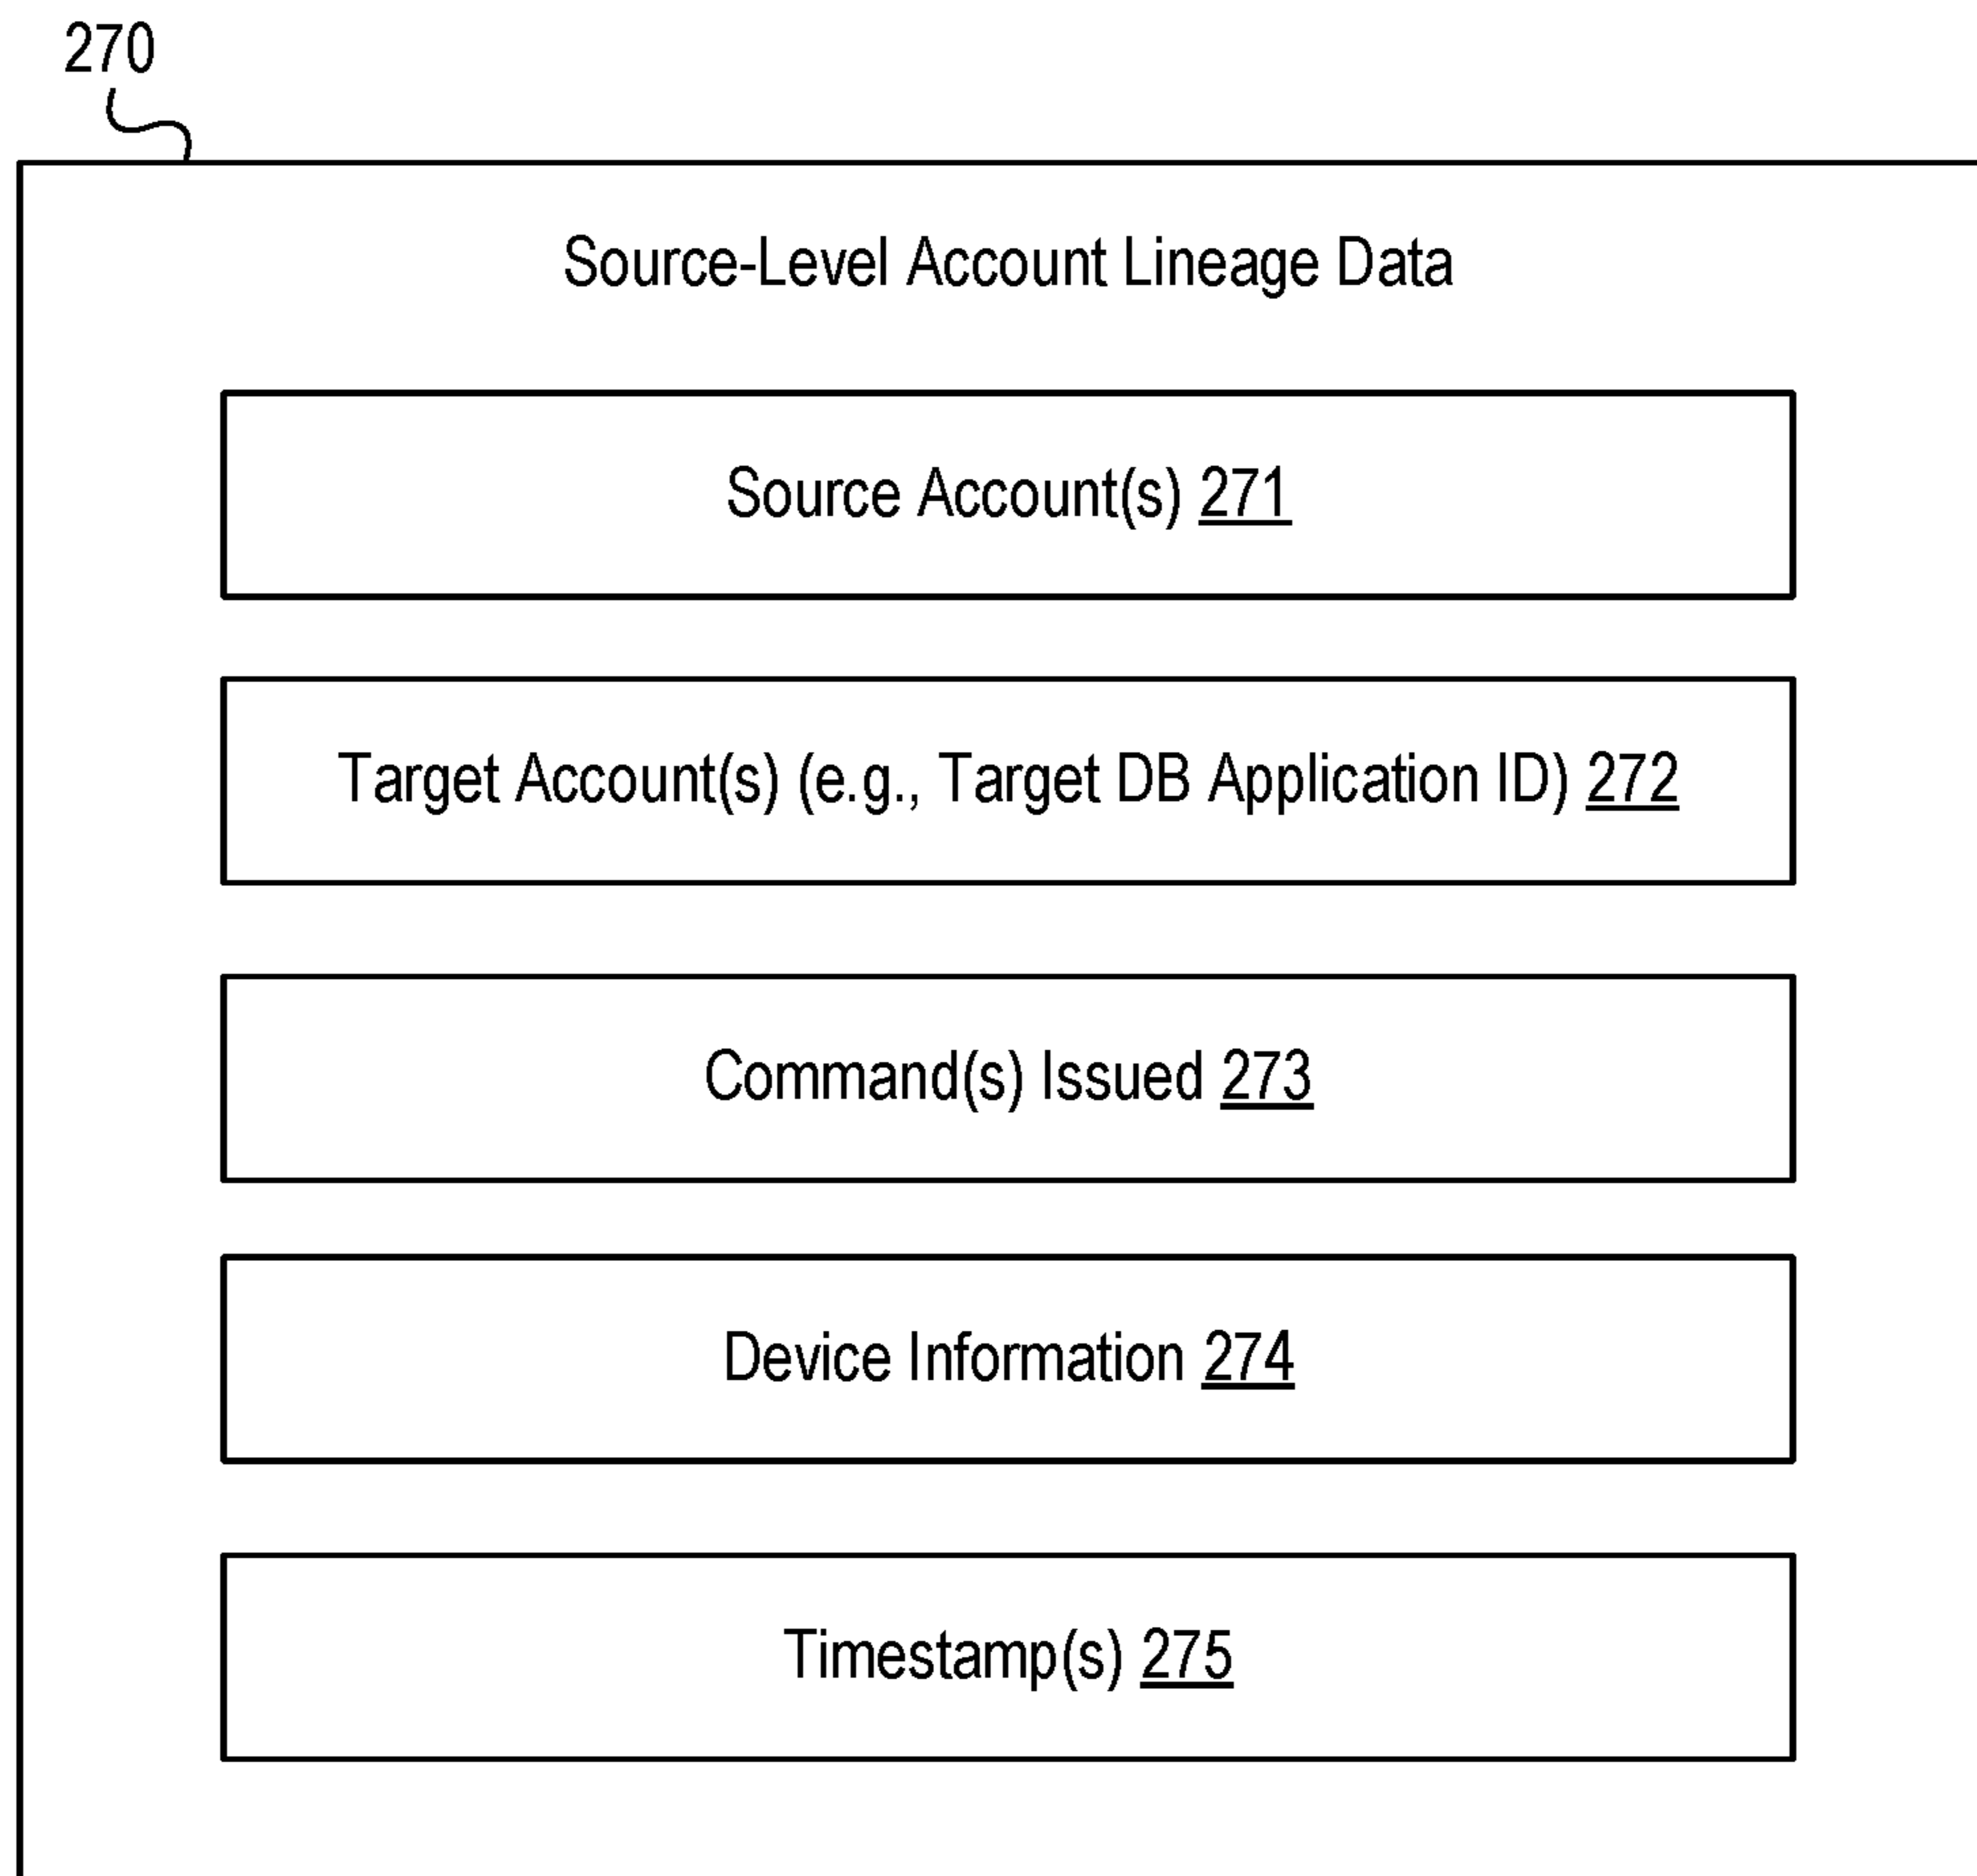 270
Source-Level Account Lineage Data
Source Account(s) 271
Target Account(s) (e.g., Target DB Application ID) 272
Command(s) Issued 273
Device Information 274
Timestamp(s) 275